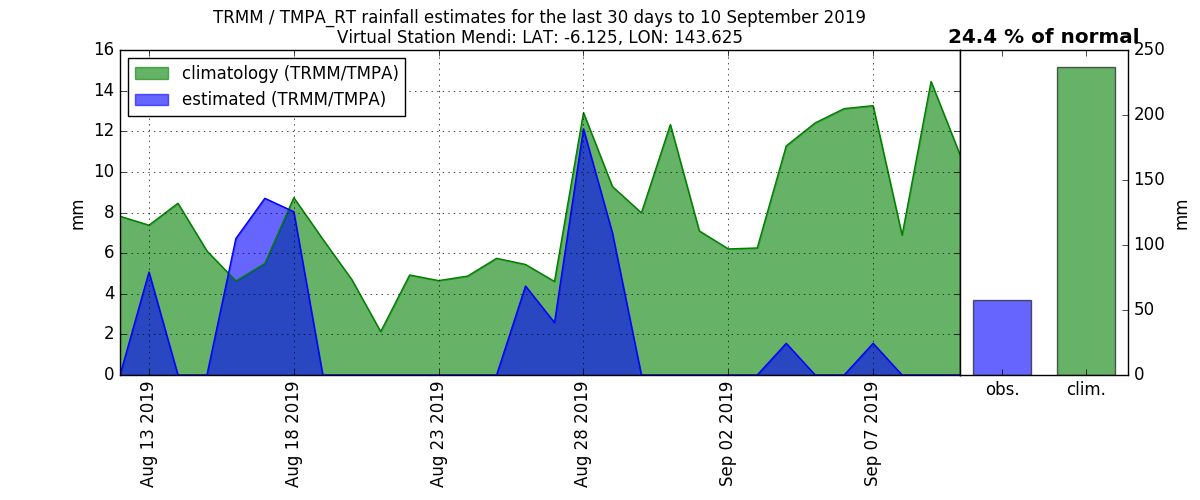 TRMM / TMPA_RT rainfall estimates for the last 30 days to 10 September 2019
Virtual Station Mendi: LAT: -6.125, LON: 143.625
24.4 % of normal
climatology (TRMM/TMPA)
estimated (TRMM/TMPA)
16
14
12
10
8
6
4
2
0
mm
Aug 13 2019
Aug 18 2019
Aug 23 2019
Aug 28 2019
Sep 02 2019
Sep 07 2019
250
200
150
100
50
0
mm
obs.
clim.